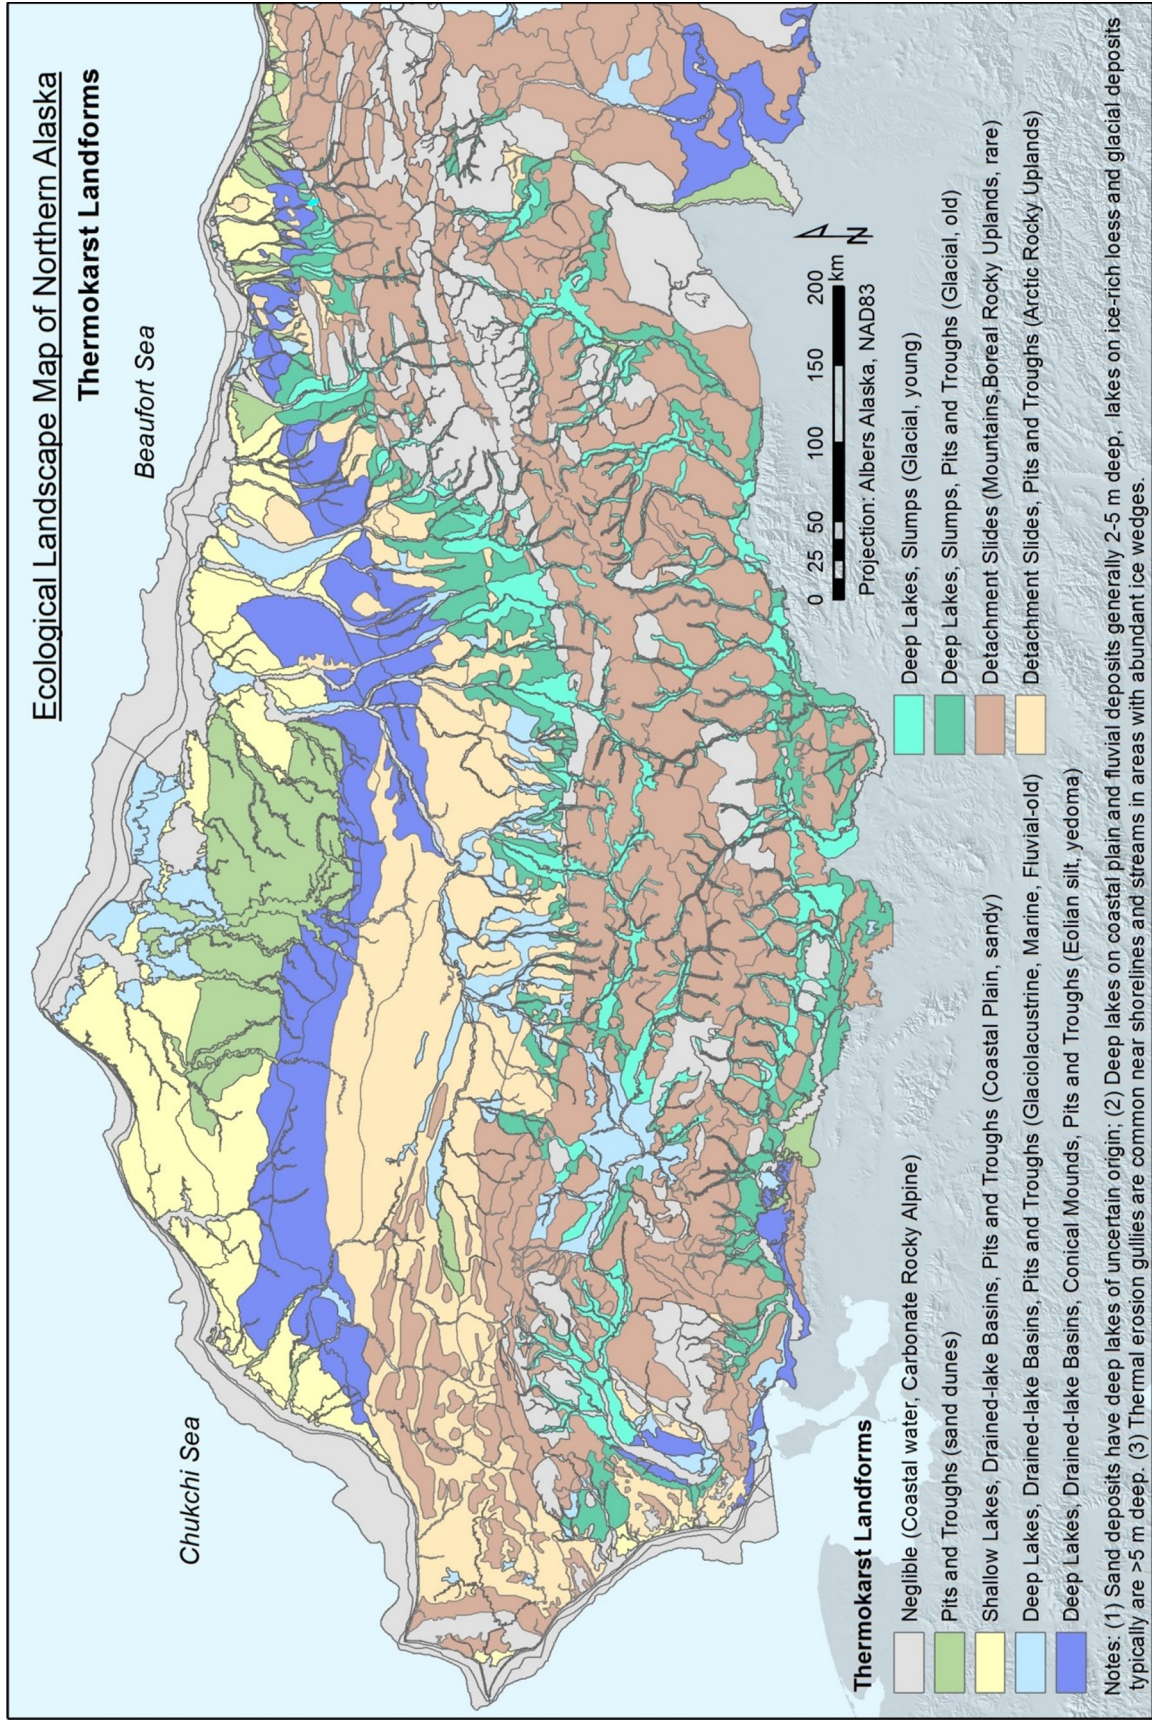 Ecological Landscape Map of Northern Alaska
Thermokarst Landforms
Beaufort Sea
Chukchi Sea
0 25 50 100 150 200
km
N
Projection: Albers Alaska, NAD83
Thermokarst Landforms
Neglible (Coastal water, Carbonate Rocky Alpine)
Pits and Troughs (sand dunes)
Shallow Lakes, Drained-lake Basins, Pits and Troughs (Coastal Plain, sandy)
Deep Lakes, Drained-lake Basins, Pits and Troughs (Glaciolacustrine, Marine, Fluvial-old)
Deep Lakes, Drained-lake Basins, Conical Mounds, Pits and Troughs (Eolian silt, yedoma)
Deep Lakes, Slumps (Glacial, young)
Deep Lakes, Slumps, Pits and Troughs (Glacial, old)
Detachment Slides (Mountains,Boreal Rocky Uplands, rare)
Detachment Slides, Pits and Troughs (Arctic Rocky Uplands)
Notes: (1) Sand deposits have deep lakes of uncertain origin; (2) Deep lakes on coastal plain and fluvial deposits generally 2-5 m deep, lakes on ice-rich loess and glacial deposits
typically are >5 m deep. (3) Thermal erosion gullies are common near shorelines and streams in areas with abundant ice wedges.